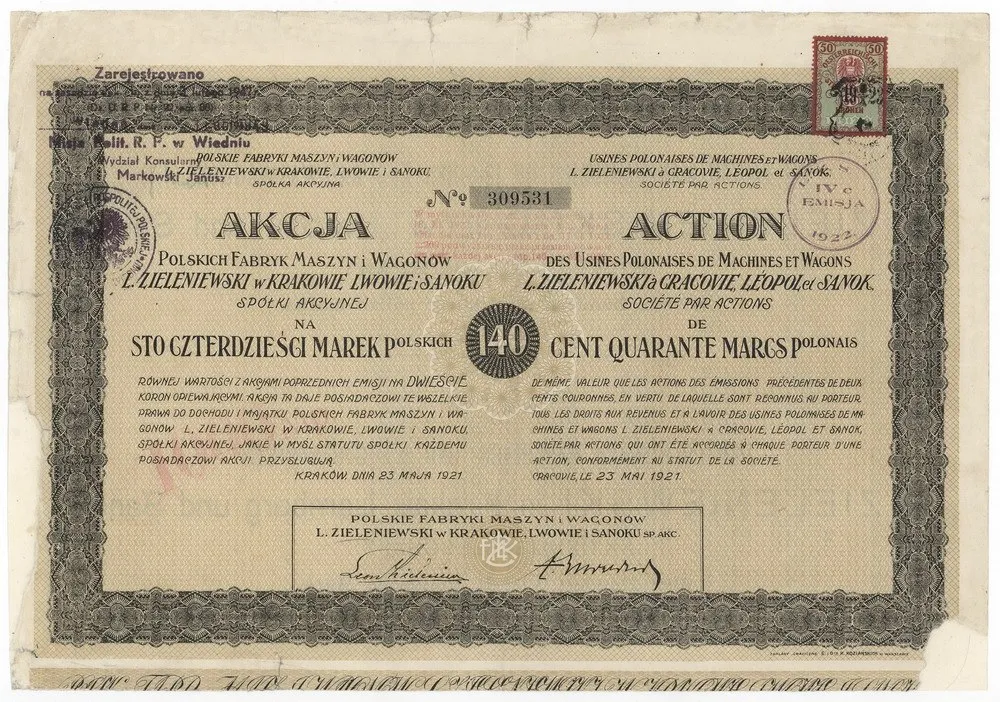 Zarejestrowano
Misja Polit. R. P. w Wiedniu
Wydział Konsularny
Markowski Janusz
50 50
19 22
POLSKIE FABRYKI MASZYN i WAGONÓW
L. ZIELENIEWSKI w KRAKOWIE, LWOWIE i SANOKU,
SPÓŁKA AKCYJNA
USINES POLONAISES DE MACHINES ET WAGONS
L. ZIELENIEWSKI à CRACOVIE, LÉOPOL et SANOK,
SOCIÉTÉ PAR ACTIONS
IV e
EMISJA
1922
No 309531
AKCJA
POLSKICH FABRYK MASZYN i WAGONÓW
L. ZIELENIEWSKI w KRAKOWIE LWOWIE i SANOKU
SPÓŁKI AKCYJNEJ
NA
STO CZTERDZIEŚCI MAREK POLSKICH
140
ACTION
DES USINES POLONAISES DE MACHINES ET WAGONS
L. ZIELENIEWSKI à CRACOVIE, LÉOPOL, et SANOK,
SOCIÉTÉ PAR ACTIONS
DE
CENT QUARANTE MARCS POLONAIS
RÓWNEJ WARTOŚCI Z AKCJAMI POPRZEDNICH EMISJI NA DWIEŚCIE
KORON OPIEWAJĄCYMI. AKCJA TA DAJE POSIADACZOWI TE WSZELKIE
PRAWA DO DOCHODU I MAJĄTKU POLSKICH FABRYK MASZYN I WA-
GONÓW L. ZIELENIEWSKI W KRAKOWIE, LWOWIE I SANOKU,
SPÓŁKI AKCYJNEJ, JAKIE W MYŚL STATUTU SPÓŁKI KAŻDEMU
POSIADACZOWI AKCJI PRZYSŁUGUJĄ.
KRAKÓW, DNIA 23 MAJA 1921
DE MÊME VALEUR QUE LES ACTIONS DES ÉMISSIONS PRÉCÉDENTES DE DEUX
CENTS COURONNES, EN VERTU DE LAQUELLE SONT RECONNUS AU PORTEUR,
TOUS LES DROITS AUX REVENUS ET À L'AVOIR DES USINES POLONAISES DE MA-
CHINES ET WAGONS L. ZIELENIEWSKI À CRACOVIE, LÉOPOL ET SANOK,
SOCIÉTÉ PAR ACTIONS QUI ONT ÉTÉ ACCORDÉS À CHAQUE PORTEUR D'UNE
ACTION, CONFORMÉMENT AU STATUT DE LA SOCIÉTÉ.
CRACOVIE, LE 23 MAI 1921.
POLSKIE FABRYKI MASZYN i WAGONÓW
L. ZIELENIEWSKI w KRAKOWIE, LWOWIE i SANOKU SP. AKC.